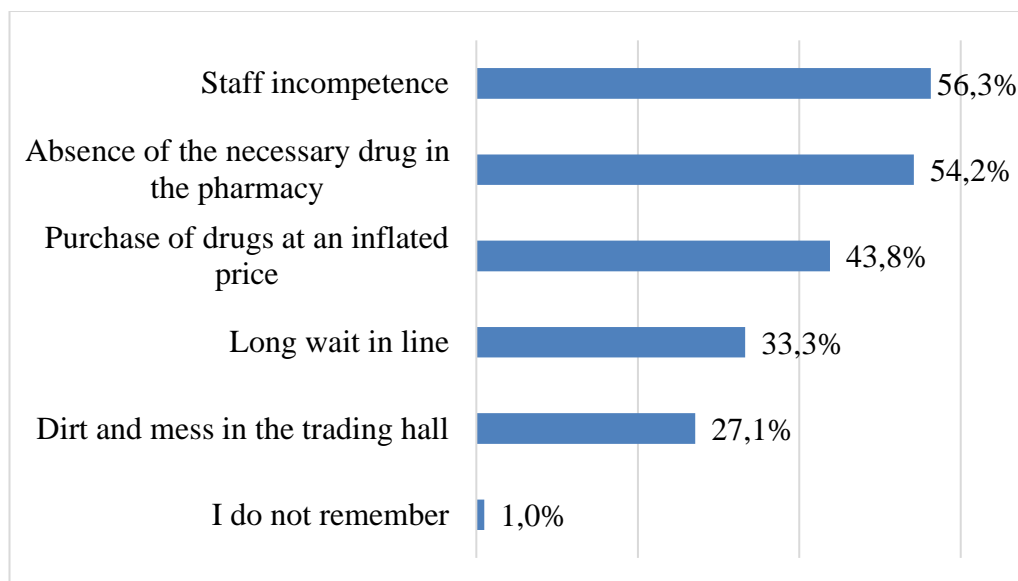 Staff incompetence
56,3%
Absence of the necessary drug in
the pharmacy
54,2%
Purchase of drugs at an inflated
price
43,8%
Long wait in line
33,3%
Dirt and mess in the trading hall
27,1%
I do not remember
1,0%